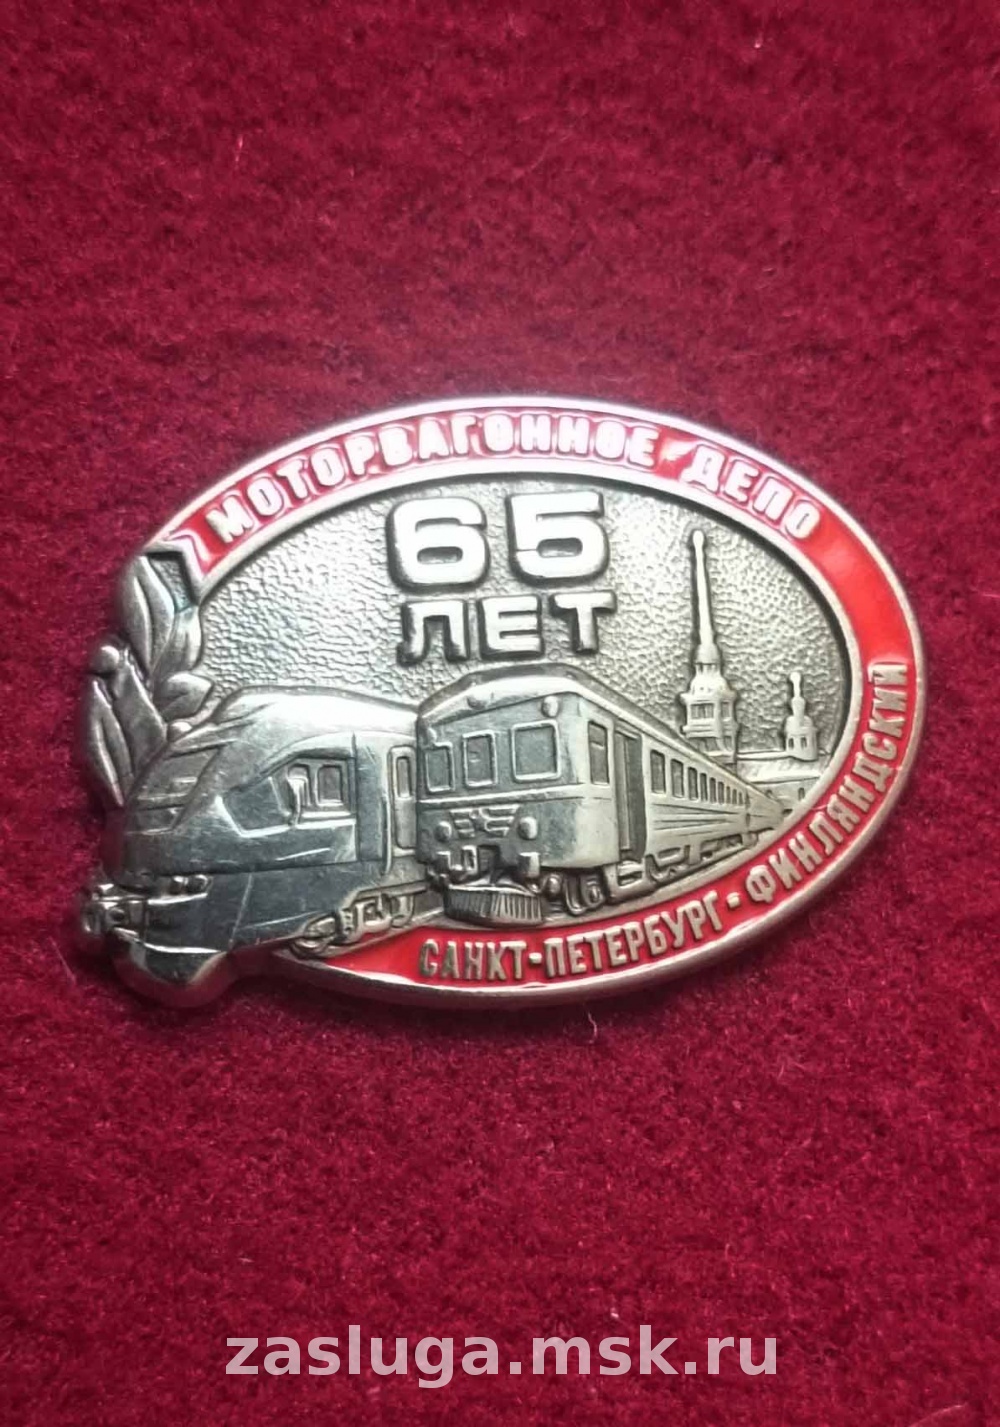 МОТОРВАГОННОЕ ДЕПО
65
ЛЕТ
САНКТ-ПЕТЕРБУРГ-ФИНЛЯНДСКИЙ
zasluga.msk.ru